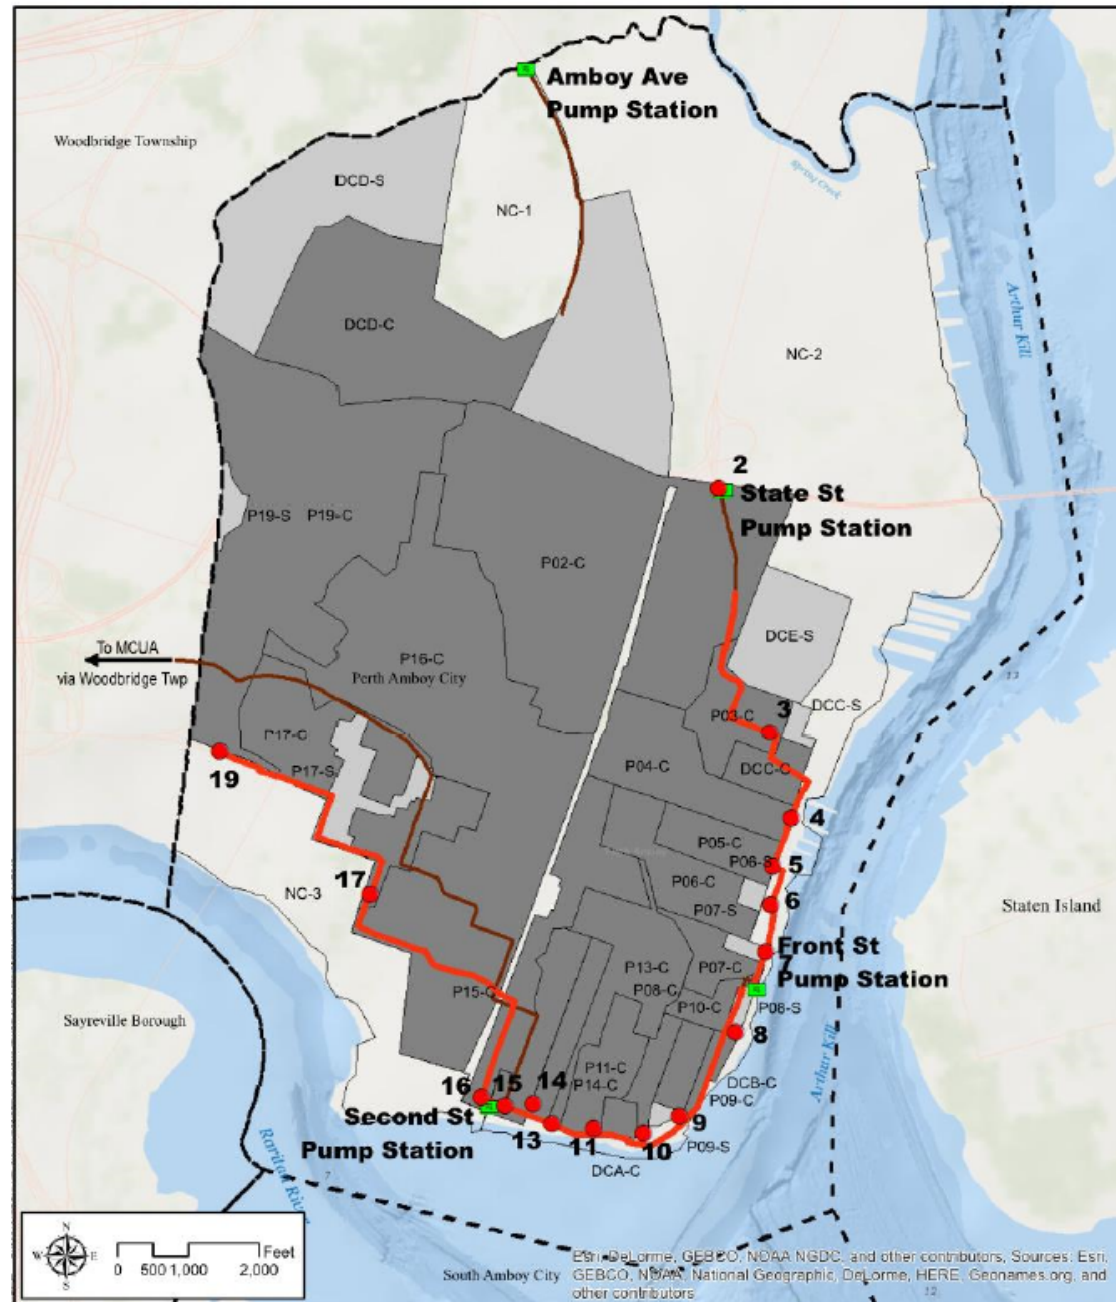 Amboy Ave
Pump Station
Woodbridge Township
DCD-S
NC-1
Spring Creek
Arthur Kill
DCD-C
NC-2
2
State St
Pump Station
P19-S
P19-C
P02-C
DCE-S
To MCUA
via Woodbridge Twp
P16-C
Perth Amboy City
DCC-S
P03-C
3
P17-C
P17-S
19
P04-C
DCC-C
4
P05-C
P06-S
5
P06-C
P07-S
6
17
NC-3
Staten Island
Front St
7
Pump Station
P13-C
P07-C
P08-C
P10-C
P08-S
P15-C
Sayreville Borough
8
P11-C
P14-C
DCB-C
P09-C
Arthur Kill
16
15
14
Second St
Pump Station
13
11
10
9
P09-S
DCA-C
Raritan River
7
12
N
W
E
S
Feet
0
500
1,000
2,000
South Amboy City
Esri, DeLorme, GEBCO, NOAA NGDC, and other contributors, Sources: Esri,
GEBCO, NOAA, National Geographic, DeLorme, HERE, Geonames.org, and
other contributors